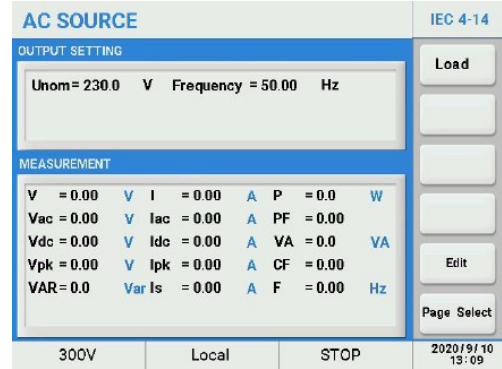 AC SOURCE
IEC 4-14
OUTPUT SETTING
Unom= 230.0 V Frequency = 50.00 Hz
Load
MEASUREMENT
V = 0.00 V I = 0.00 A P = 0.0 W
Vac = 0.00 V Iac = 0.00 A PF = 0.00
Vdc = 0.00 V Idc = 0.00 A VA = 0.0 VA
Vpk = 0.00 V Ipk = 0.00 A CF = 0.00
VAR= 0.0 Var Is = 0.00 A F = 0.00 Hz
Edit
Page Select
300V Local STOP
2020/9/10
13:09